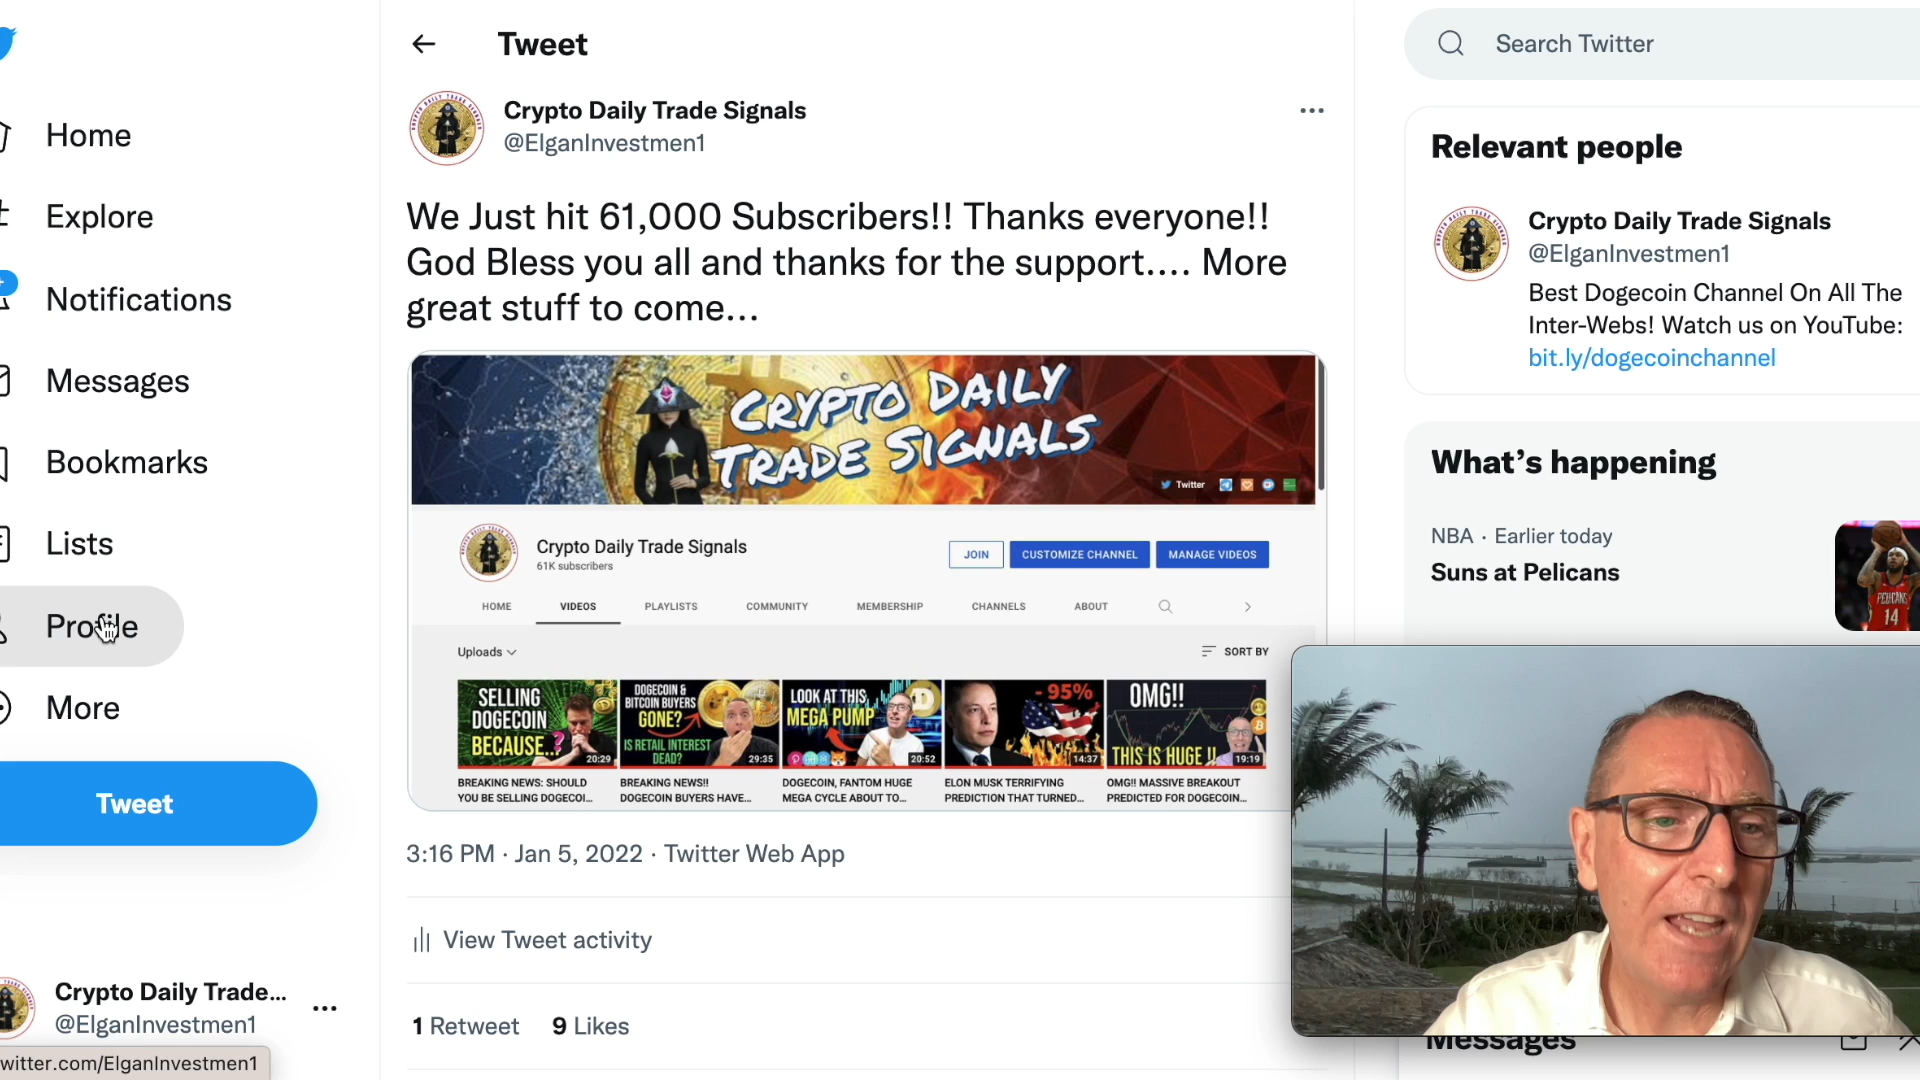 Home
Explore
Notifications
Messages
Bookmarks
Lists
Profile
More
Tweet
Crypto Daily Trade...
@ElganInvestmen1
witter.com/ElganInvestmen1
Tweet
Crypto Daily Trade Signals
@ElganInvestmen1
We Just hit 61,000 Subscribers!! Thanks everyone!!
God Bless you all and thanks for the support.... More
great stuff to come...
CRYPTO DAILY
TRADE SIGNALS
Twitter
Crypto Daily Trade Signals
61K subscribers
JOIN
CUSTOMIZE CHANNEL
MANAGE VIDEOS
HOME
VIDEOS
PLAYLISTS
COMMUNITY
MEMBERSHIP
CHANNELS
ABOUT
Uploads
SORT BY
SELLING
DOGECOIN
BECAUSE..?
20:29
BREAKING NEWS: SHOULD
YOU BE SELLING DOGECOI...
DOGECOIN &
BITCOIN BUYERS
GONE?
IS RETAIL INTEREST
DEAD?
29:35
BREAKING NEWS!!
DOGECOIN BUYERS HAVE...
LOOK AT THIS
MEGA PUMP
20:52
DOGECOIN, FANTOM HUGE
MEGA CYCLE ABOUT TO...
- 95%
14:37
ELON MUSK TERRIFYING
PREDICTION THAT TURNED...
OMG!!
THIS IS HUGE !!
19:19
OMG!! MASSIVE BREAKOUT
PREDICTED FOR DOGECOIN...
3:16 PM · Jan 5, 2022 · Twitter Web App
View Tweet activity
1 Retweet 9 Likes
Search Twitter
Relevant people
Crypto Daily Trade Signals
@ElganInvestmen1
Best Dogecoin Channel On All The
Inter-Webs! Watch us on YouTube:
bit.ly/dogecoinchannel
What's happening
NBA · Earlier today
Suns at Pelicans
PELICANS
14
Messages